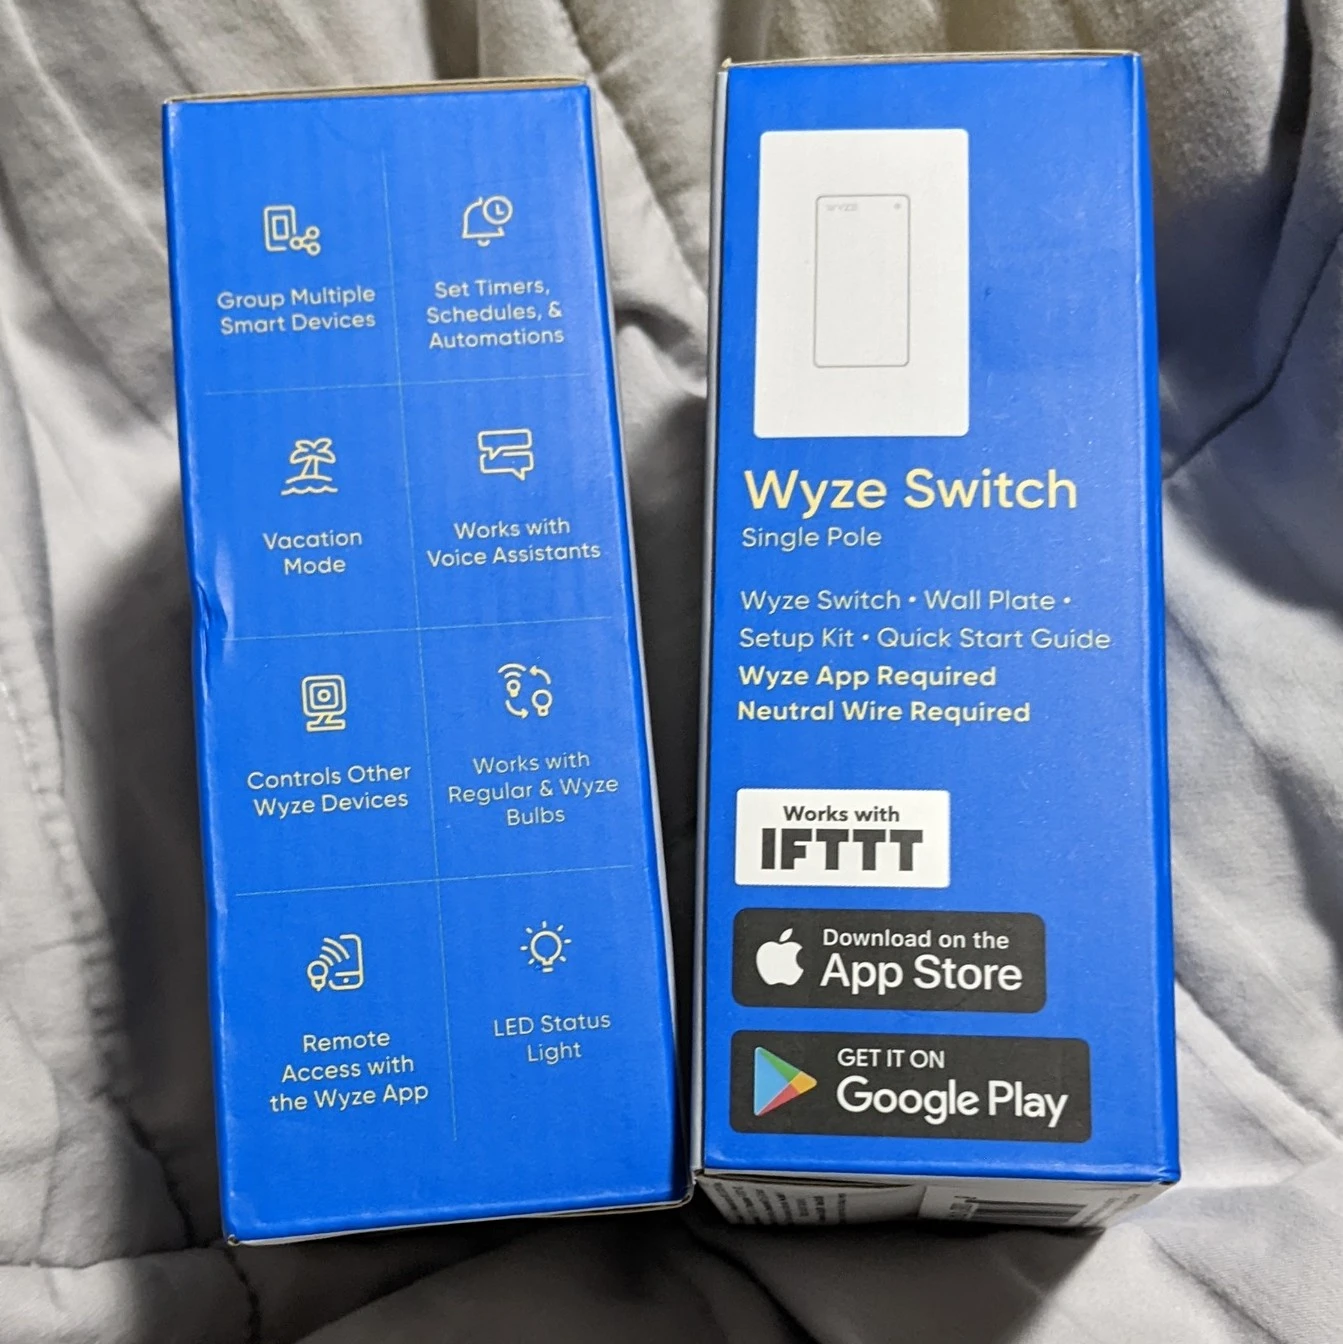 Group Multiple
Smart Devices
Set Timers,
Schedules, &
Automations
Vacation
Mode
Works with
Voice Assistants
Controls Other
Wyze Devices
Works with
Regular & Wyze
Bulbs
Remote
Access with
the Wyze App
LED Status
Light
WYZE
Wyze Switch
Single Pole
Wyze Switch • Wall Plate •
Setup Kit • Quick Start Guide
Wyze App Required
Neutral Wire Required
Works with
IFTTT
Download on the
App Store
GET IT ON
Google Play